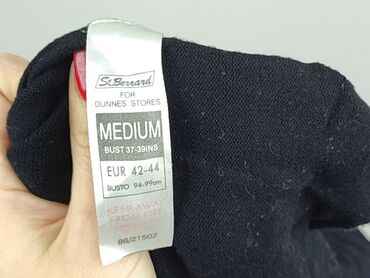 St Bernard
FOR
DUNNES STORES
MEDIUM
BUST 37-39INS
EUR 42-44
BUSTO 94-99cm
KEEP AWAY
FROM FIRE
86/21502